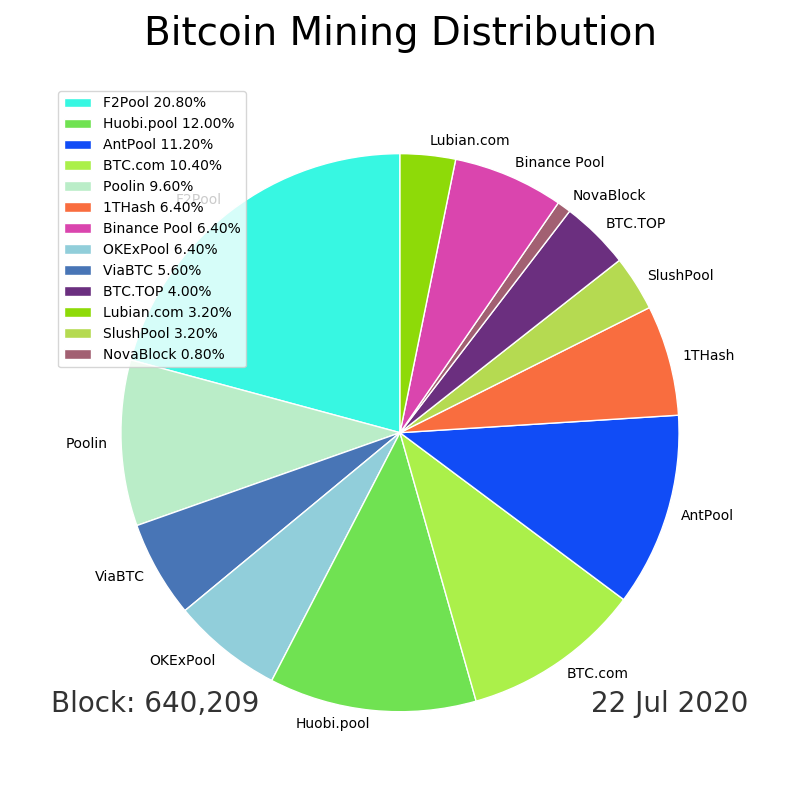 Bitcoin Mining Distribution
F2Pool 20.80%
Huobi.pool 12.00%
AntPool 11.20%
BTC.com 10.40%
Poolin 9.60%
1THash 6.40%
Binance Pool 6.40%
OKExPool 6.40%
ViaBTC 5.60%
BTC.TOP 4.00%
Lubian.com 3.20%
SlushPool 3.20%
NovaBlock 0.80%
F2Pool
Lubian.com
Binance Pool
NovaBlock
BTC.TOP
SlushPool
1THash
AntPool
BTC.com
Huobi.pool
OKExPool
ViaBTC
Poolin
Block: 640,209
22 Jul 2020